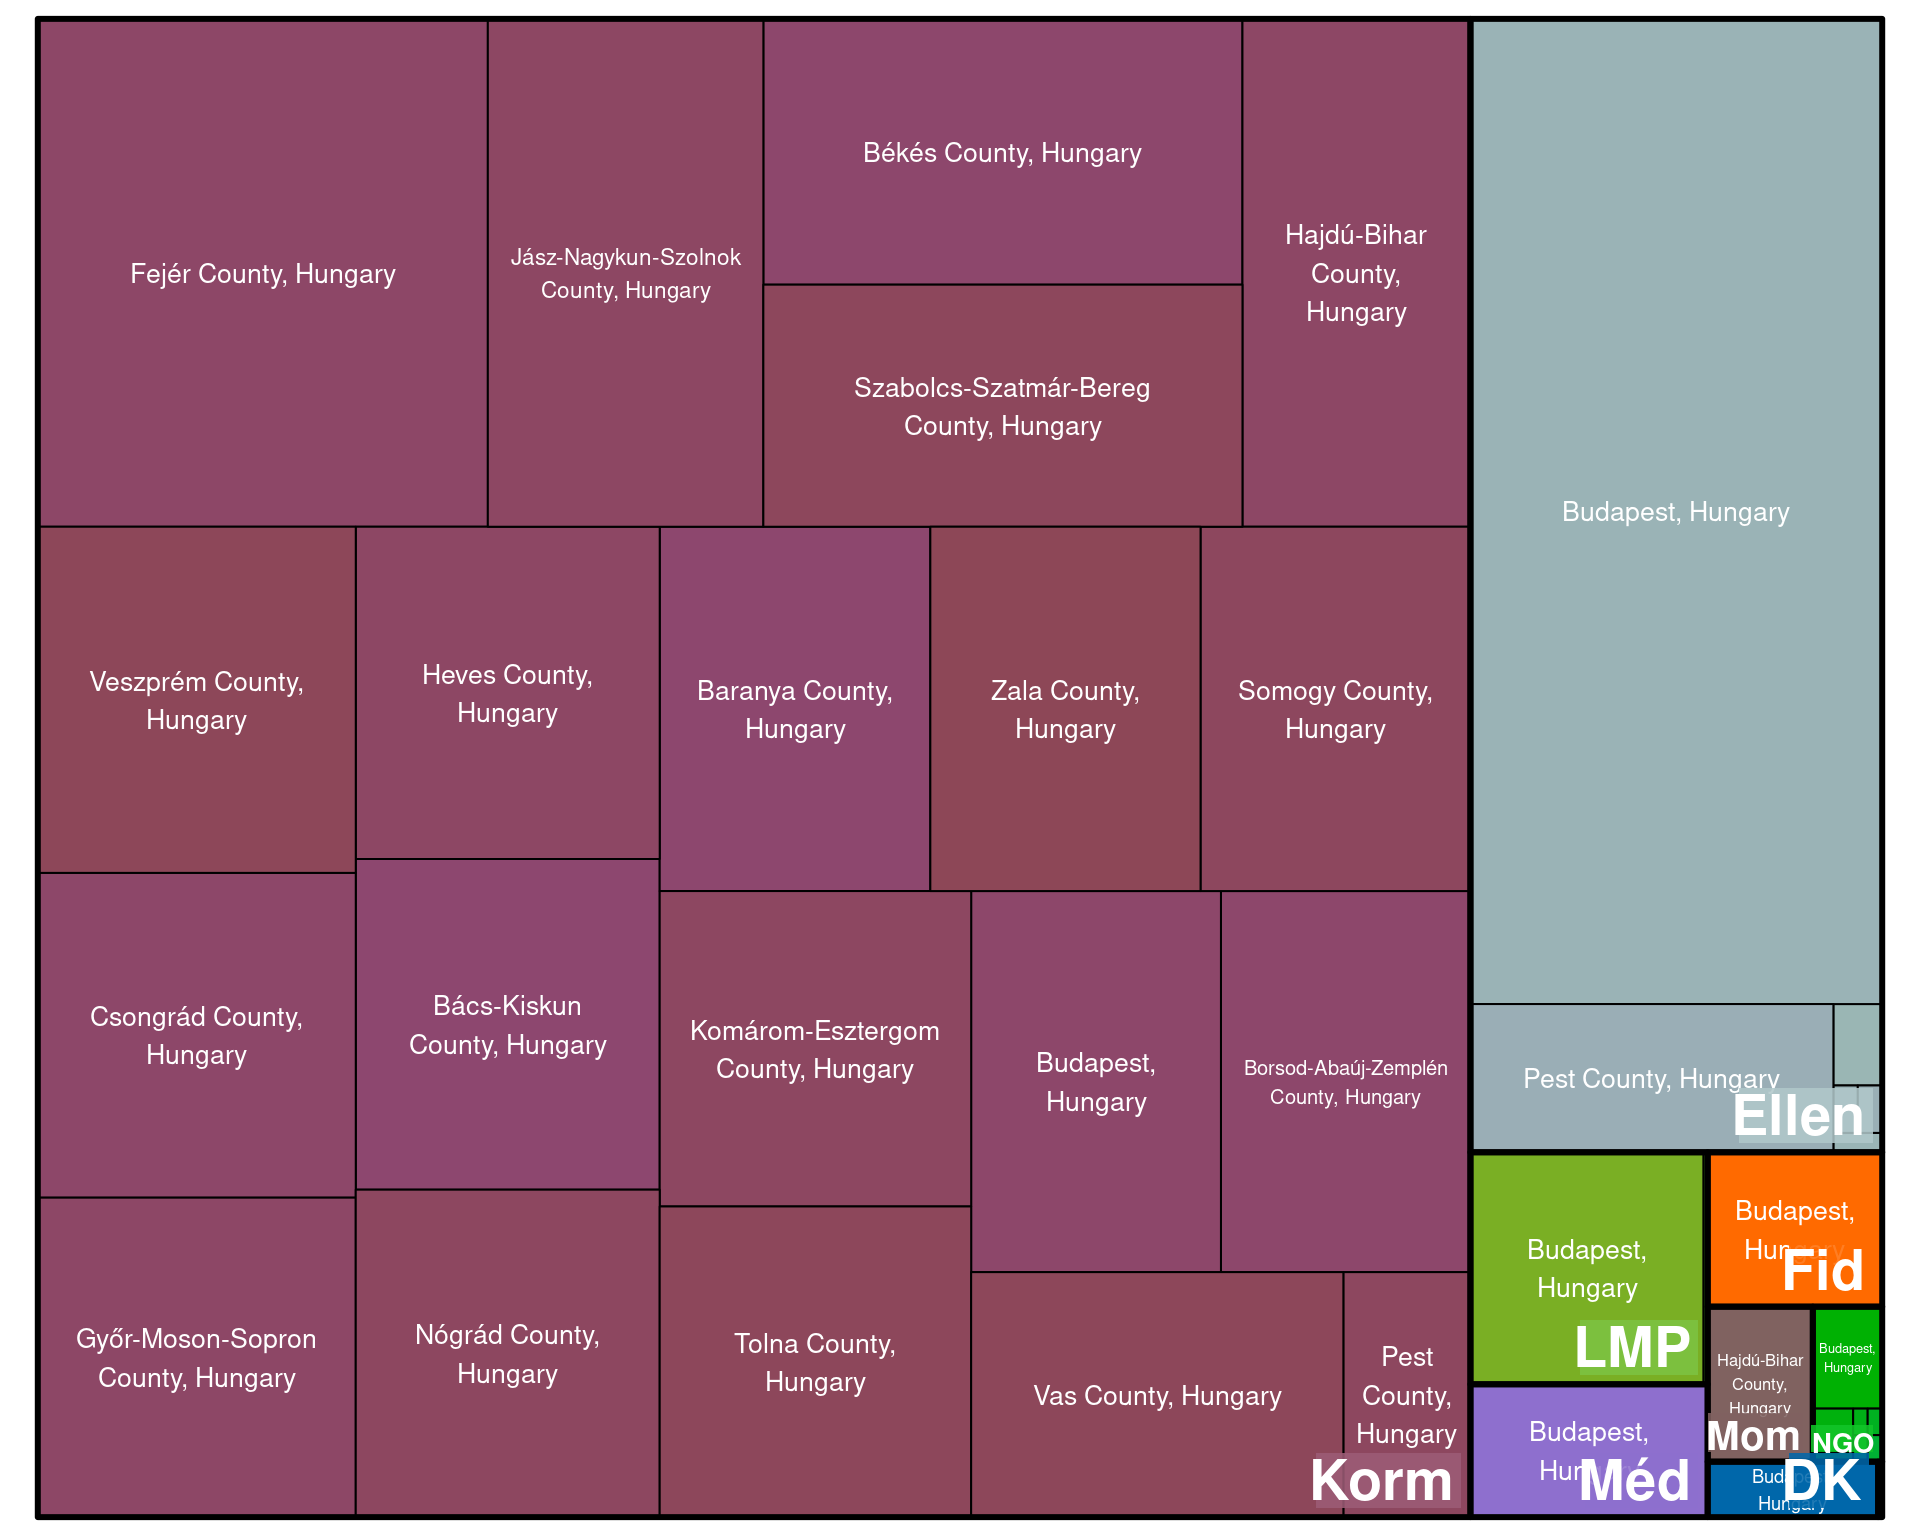 Fejér County, Hungary
Jász-Nagykun-Szolnok
County, Hungary
Békés County, Hungary
Szabolcs-Szatmár-Bereg
County, Hungary
Hajdú-Bihar
County,
Hungary
Veszprém County,
Hungary
Heves County,
Hungary
Baranya County,
Hungary
Zala County,
Hungary
Somogy County,
Hungary
Csongrád County,
Hungary
Bács-Kiskun
County, Hungary
Komárom-Esztergom
County, Hungary
Budapest,
Hungary
Borsod-Abaúj-Zemplén
County, Hungary
Győr-Moson-Sopron
County, Hungary
Nógrád County,
Hungary
Tolna County,
Hungary
Vas County, Hungary
Pest
County,
Hungary
Korm
Budapest, Hungary
Pest County, Hungary
Ellen
Budapest,
Hungary
LMP
Budapest,
Hungary
Fid
Budapest,
Hungary
Méd
Hajdú-Bihar
County,
Hungary
Mom
Budapest,
Hungary
NGO
Budapest,
Hungary
DK